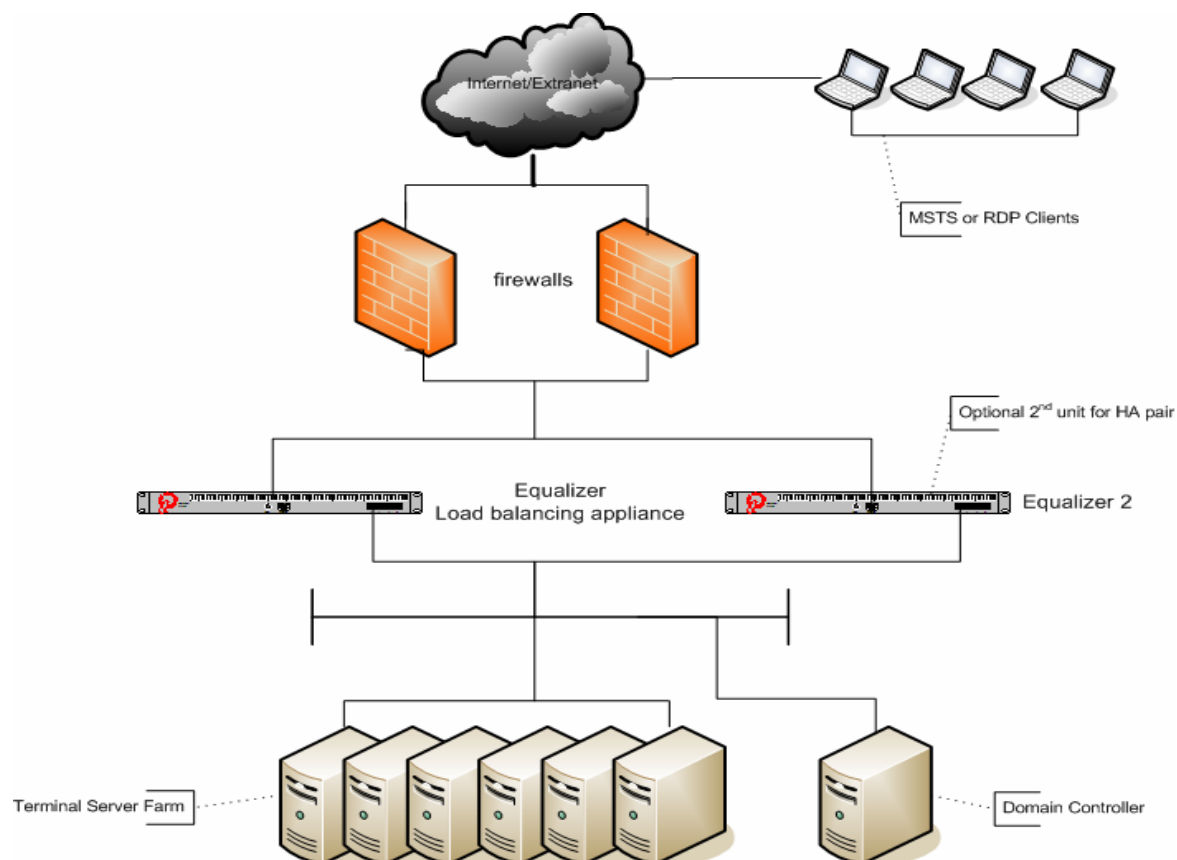 Internet/Extranet
MSTS or RDP Clients
firewalls
Optional 2nd unit for HA pair
Equalizer
Load balancing appliance
Equalizer 2
Terminal Server Farm
Domain Controller